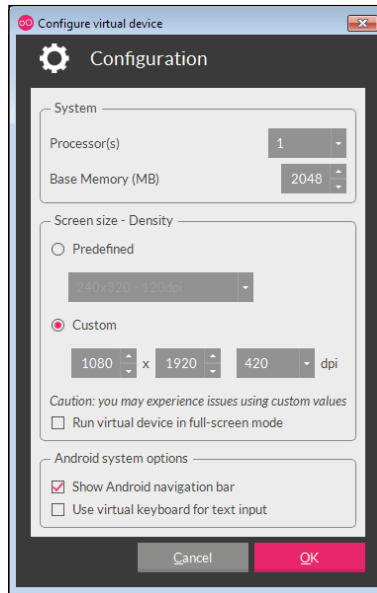 Configure virtual device
Configuration
System
Processor(s) 1
Base Memory (MB) 2048
Screen size - Density
Predefined
240x320 - 120dpi
Custom
1080 x 1920 420 dpi
Caution: you may experience issues using custom values
Run virtual device in full-screen mode
Android system options
Show Android navigation bar
Use virtual keyboard for text input
Cancel OK